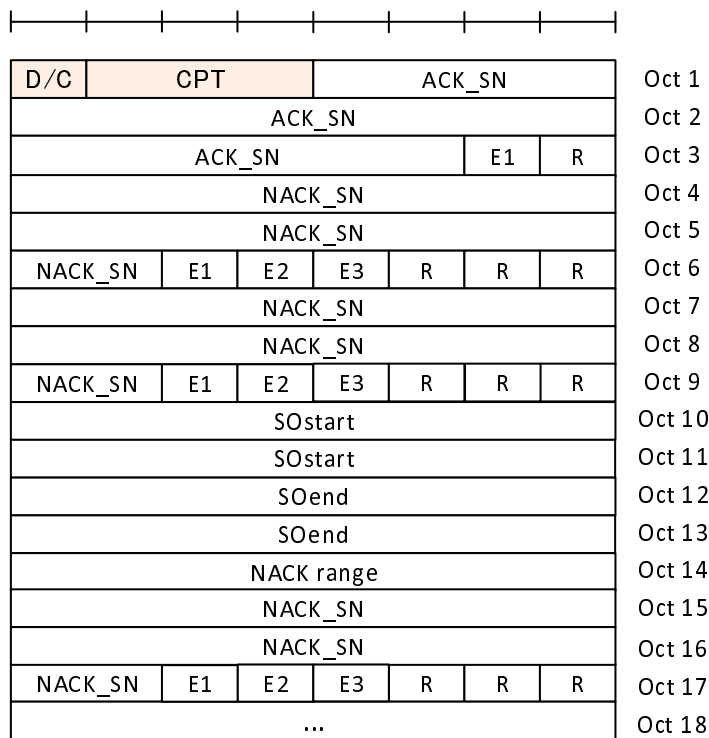 D/C CPT ACK_SN Oct 1
ACK_SN Oct 2
ACK_SN E1 R Oct 3
NACK_SN Oct 4
NACK_SN Oct 5
NACK_SN E1 E2 E3 R R R Oct 6
NACK_SN Oct 7
NACK_SN Oct 8
NACK_SN E1 E2 E3 R R R Oct 9
SOstart Oct 10
SOstart Oct 11
SOend Oct 12
SOend Oct 13
NACK range Oct 14
NACK_SN Oct 15
NACK_SN Oct 16
NACK_SN E1 E2 E3 R R R Oct 17
... Oct 18